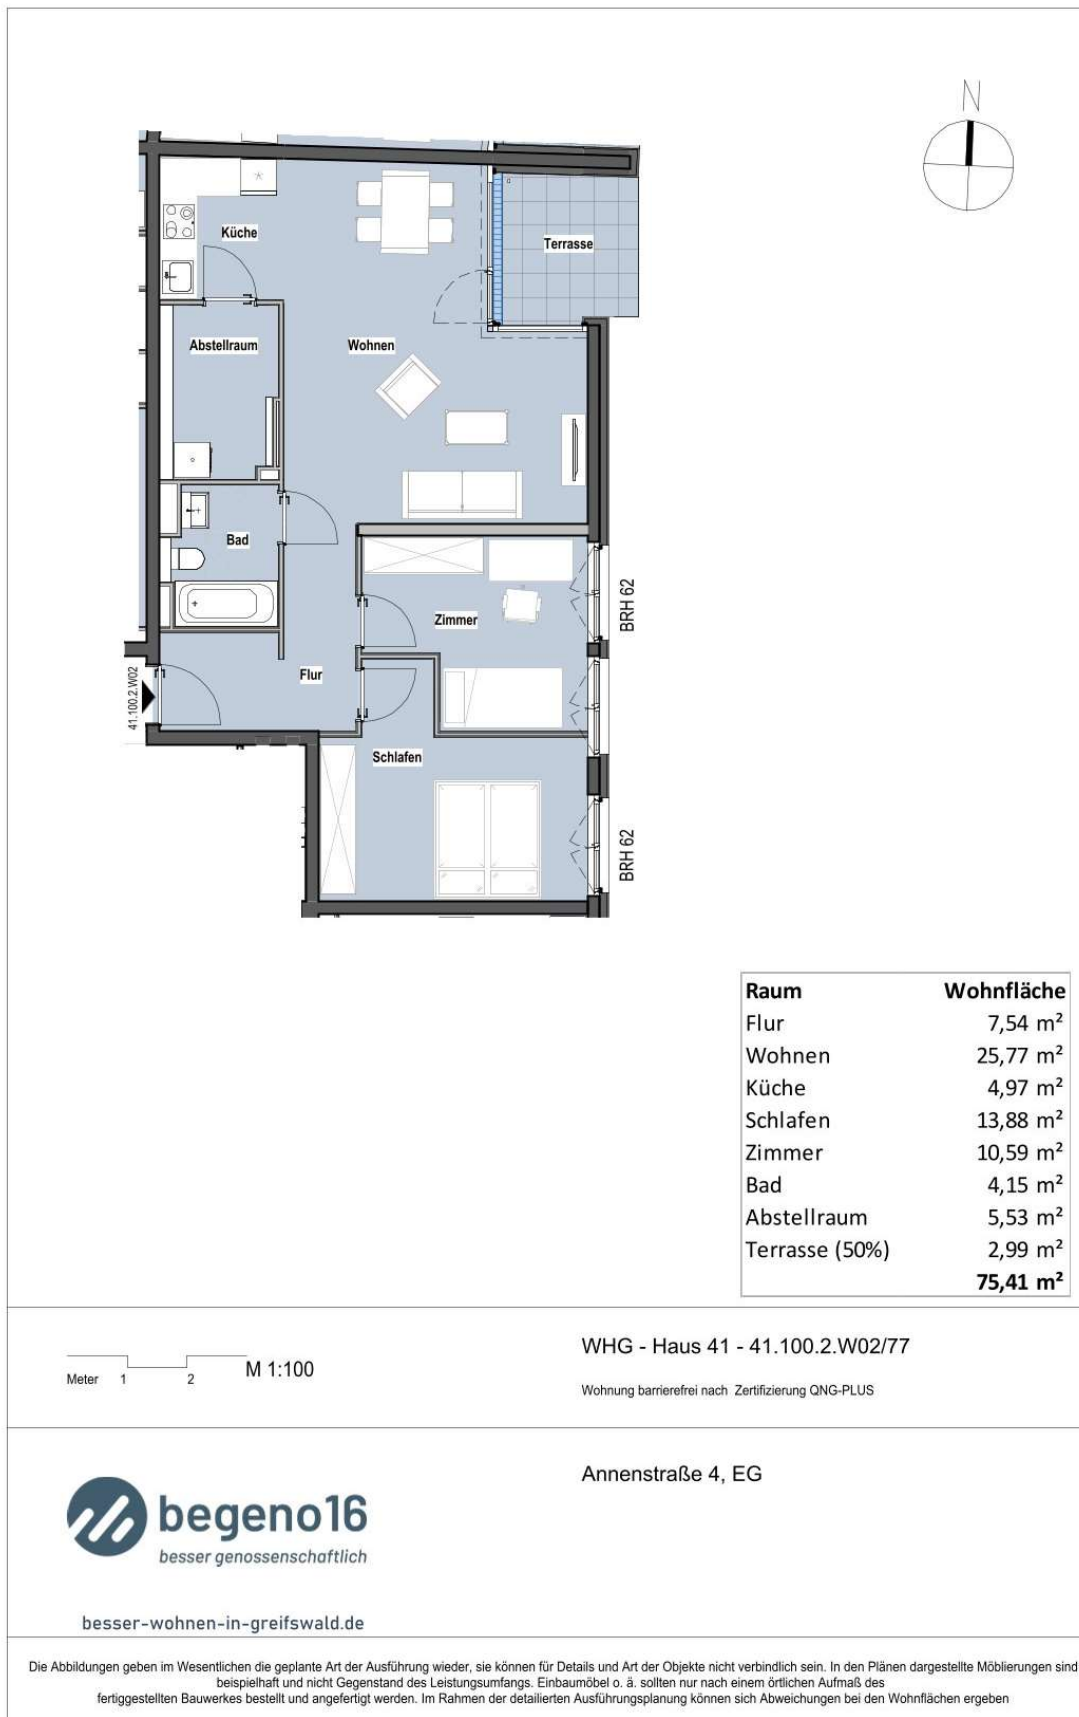 N
Küche
Terrasse
Abstellraum
Wohnen
Bad
BRH 62
Zimmer
Flur
41.100.2.W02
Schlafen
BRH 62
Raum Wohnfläche
Flur 7,54 m²
Wohnen 25,77 m²
Küche 4,97 m²
Schlafen 13,88 m²
Zimmer 10,59 m²
Bad 4,15 m²
Abstellraum 5,53 m²
Terrasse (50%) 2,99 m²
75,41 m²
Meter 1 2 M 1:100
WHG - Haus 41 - 41.100.2.W02/77
Wohnung barrierefrei nach Zertifizierung QNG-PLUS
Annenstraße 4, EG
begeno16
besser genossenschaftlich
besser-wohnen-in-greifswald.de
Die Abbildungen geben im Wesentlichen die geplante Art der Ausführung wieder, sie können für Details und Art der Objekte nicht verbindlich sein. In den Plänen dargestellte Möblierungen sind
beispielhaft und nicht Gegenstand des Leistungsumfangs. Einbaumöbel o. ä. sollten nur nach einem örtlichen Aufmaß des
fertiggestellten Bauwerkes bestellt und angefertigt werden. Im Rahmen der detailierten Ausführungsplanung können sich Abweichungen bei den Wohnflächen ergeben